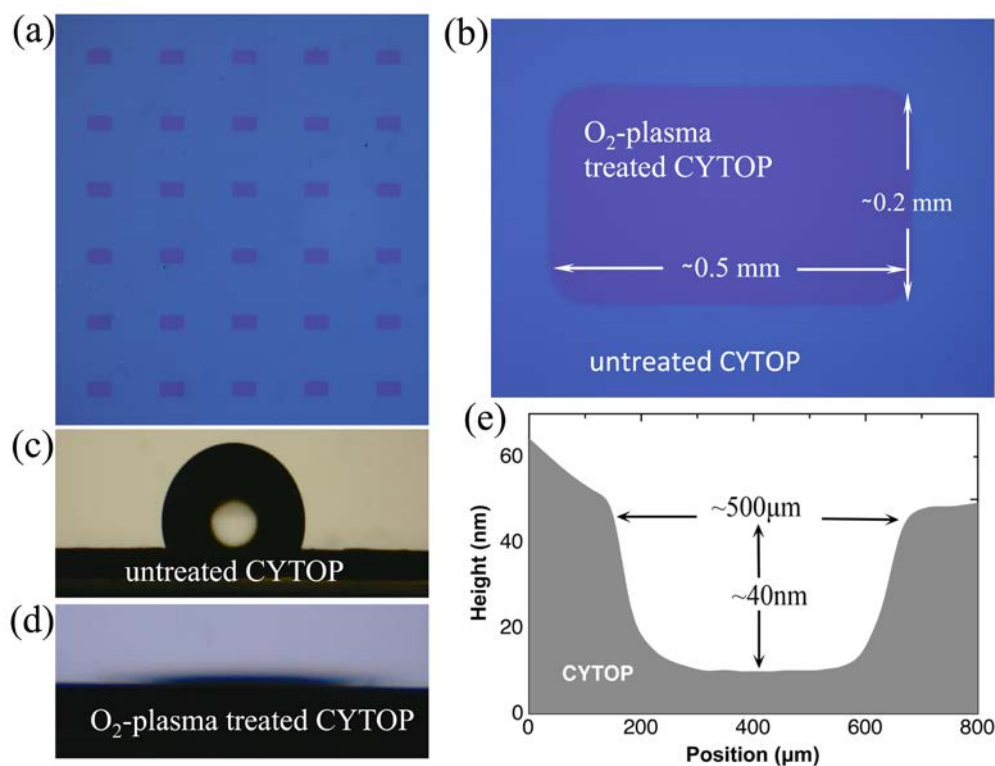 (a)
(b)
O₂-plasma
treated CYTOP
~0.2 mm
~0.5 mm
untreated CYTOP
(c)
untreated CYTOP
(d)
O₂-plasma treated CYTOP
(e)
60
40
20
0
Height (nm)
~500μm
~40nm
CYTOP
0
200
400
600
800
Position (μm)